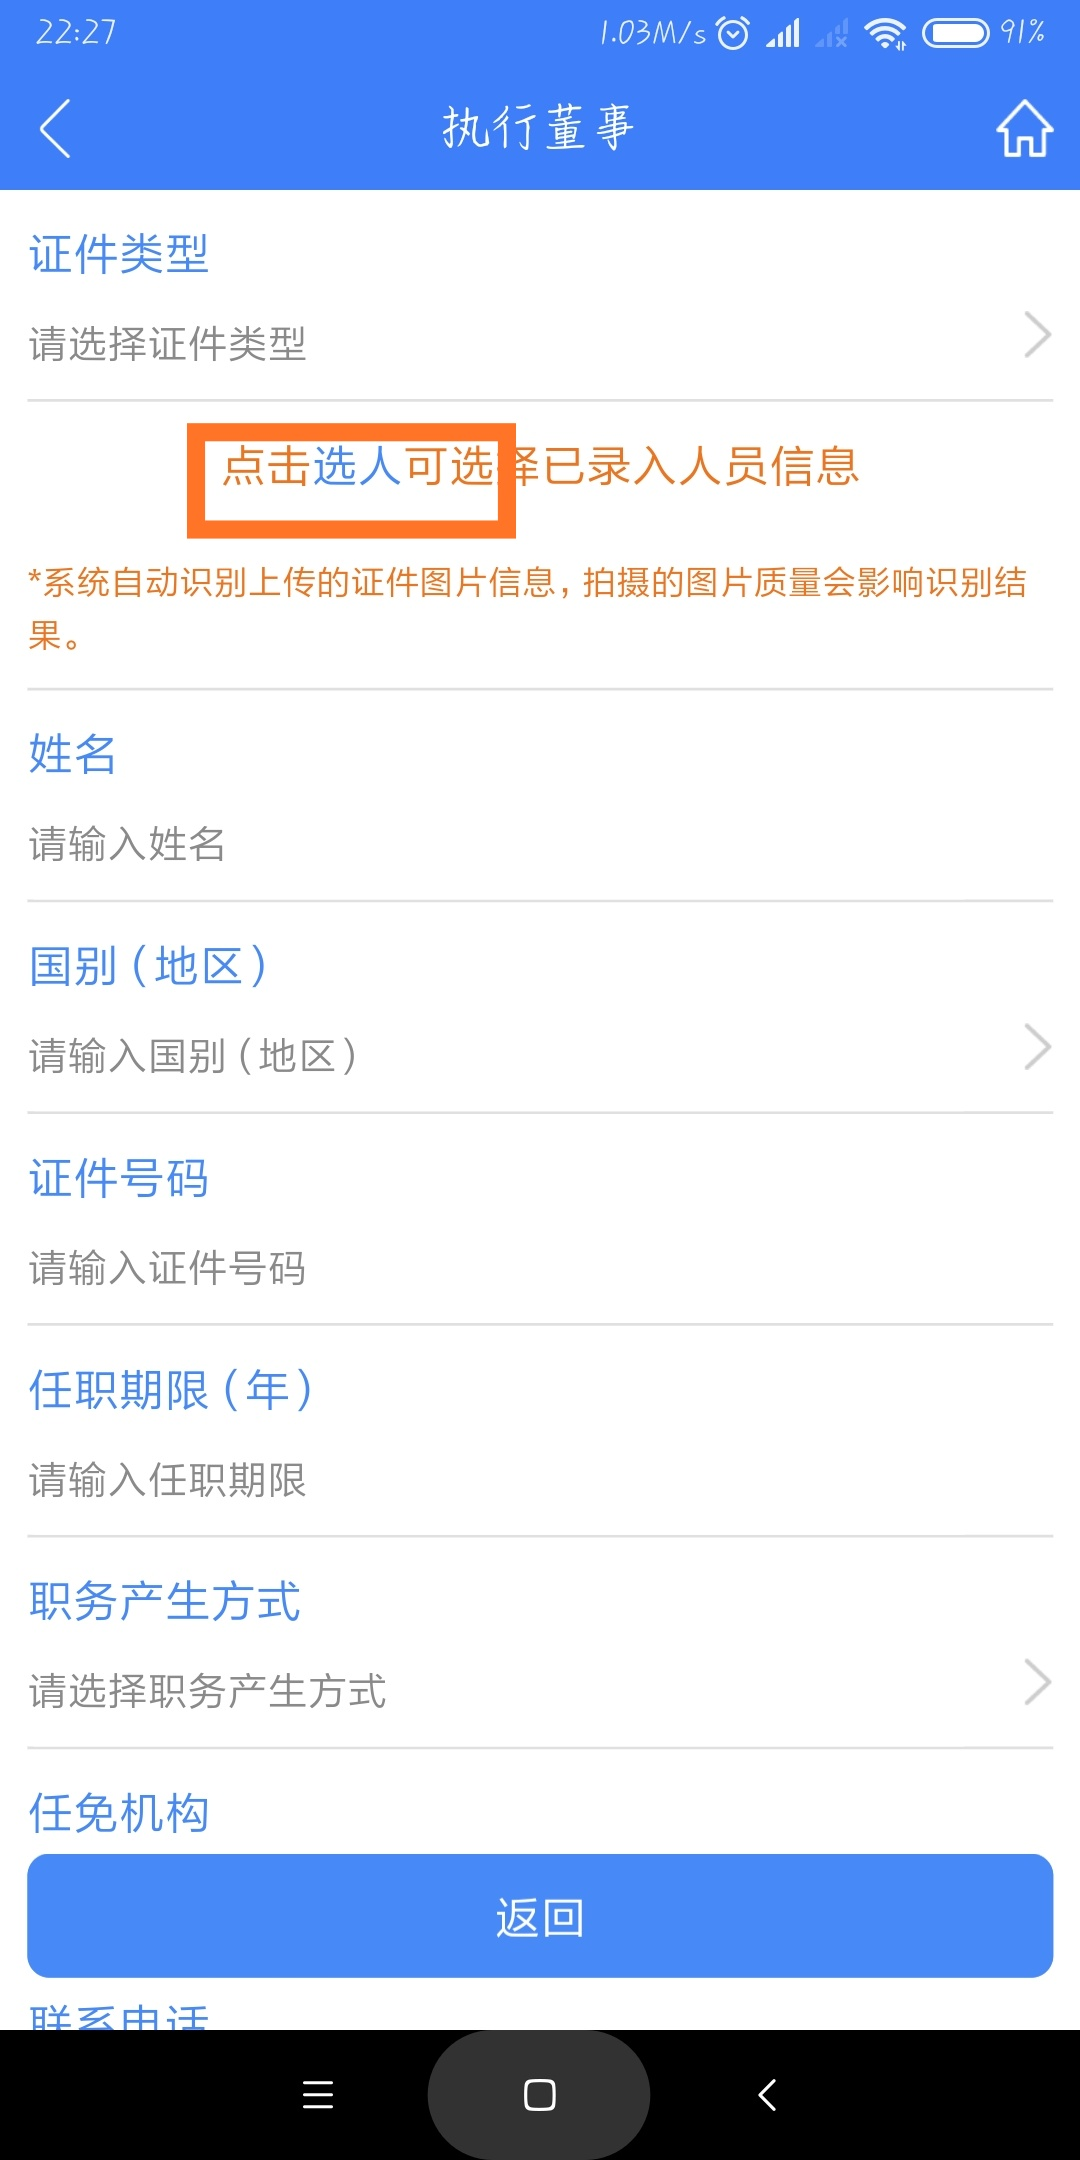 22:27 1.03M/s 91%
执行董事
证件类型
请选择证件类型
点击选人可选择已录入人员信息
*系统自动识别上传的证件图片信息,拍摄的图片质量会影响识别结
果。
姓名
请输入姓名
国别(地区)
请输入国别(地区)
证件号码
请输入证件号码
任职期限(年)
请输入任职期限
职务产生方式
请选择职务产生方式
任免机构
返回
联系电话